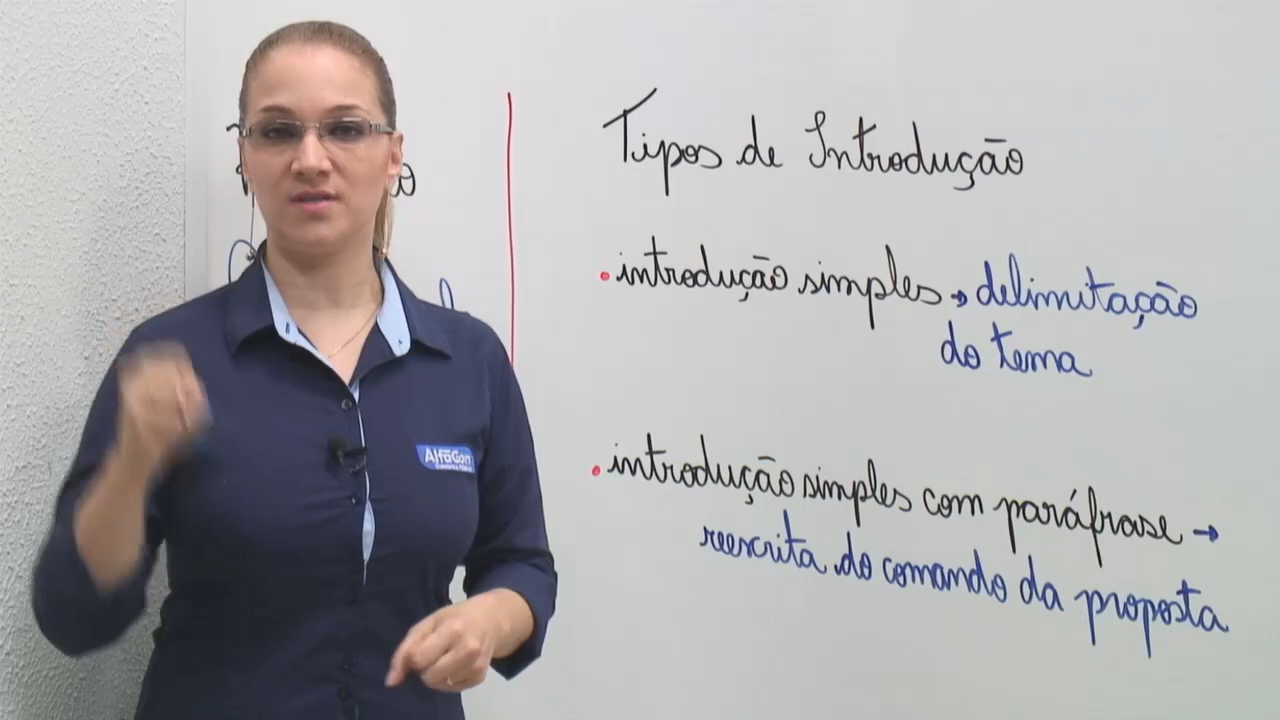 Tipos de Introdução
• introdução simples → delimitação
do tema
• introdução simples com paráfrase →
reescrita do comando da proposta
AlfaCon